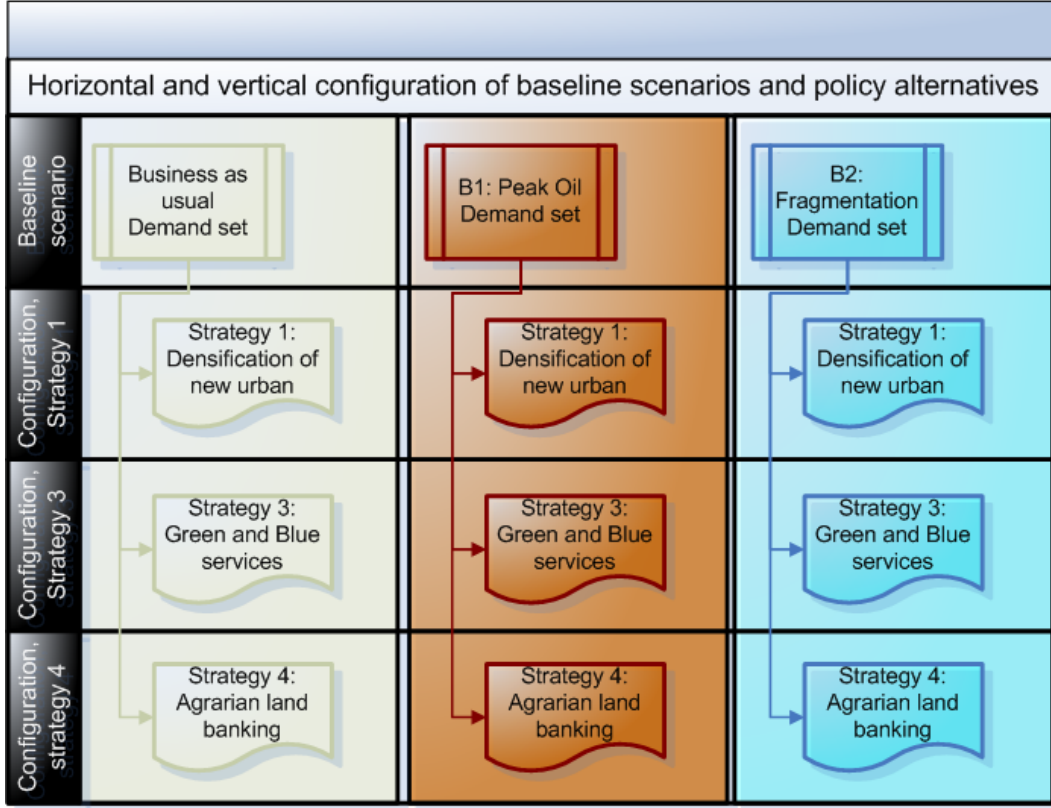 Horizontal and vertical configuration of baseline scenarios and policy alternatives
Baseline
scenario
Business as
usual
Demand set
B1: Peak Oil
Demand set
B2:
Fragmentation
Demand set
Configuration,
Strategy 1
Strategy 1:
Densification of
new urban
Strategy 1:
Densification of
new urban
Strategy 1:
Densification of
new urban
Configuration,
Strategy 3
Strategy 3:
Green and Blue
services
Strategy 3:
Green and Blue
services
Strategy 3:
Green and Blue
services
Configuration,
strategy 4
Strategy 4:
Agrarian land
banking
Strategy 4:
Agrarian land
banking
Strategy 4:
Agrarian land
banking